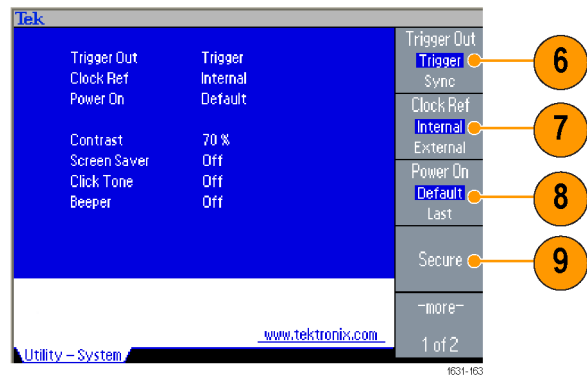 Tek
Trigger Out Trigger
Clock Ref Internal
Power On Default
Contrast 70 %
Screen Saver Off
Click Tone Off
Beeper Off
www.tektronix.com
Utility – System
Trigger Out
Trigger
Sync
Clock Ref
Internal
External
Power On
Default
Last
Secure
-more-
1 of 2
6
7
8
9
1631-163